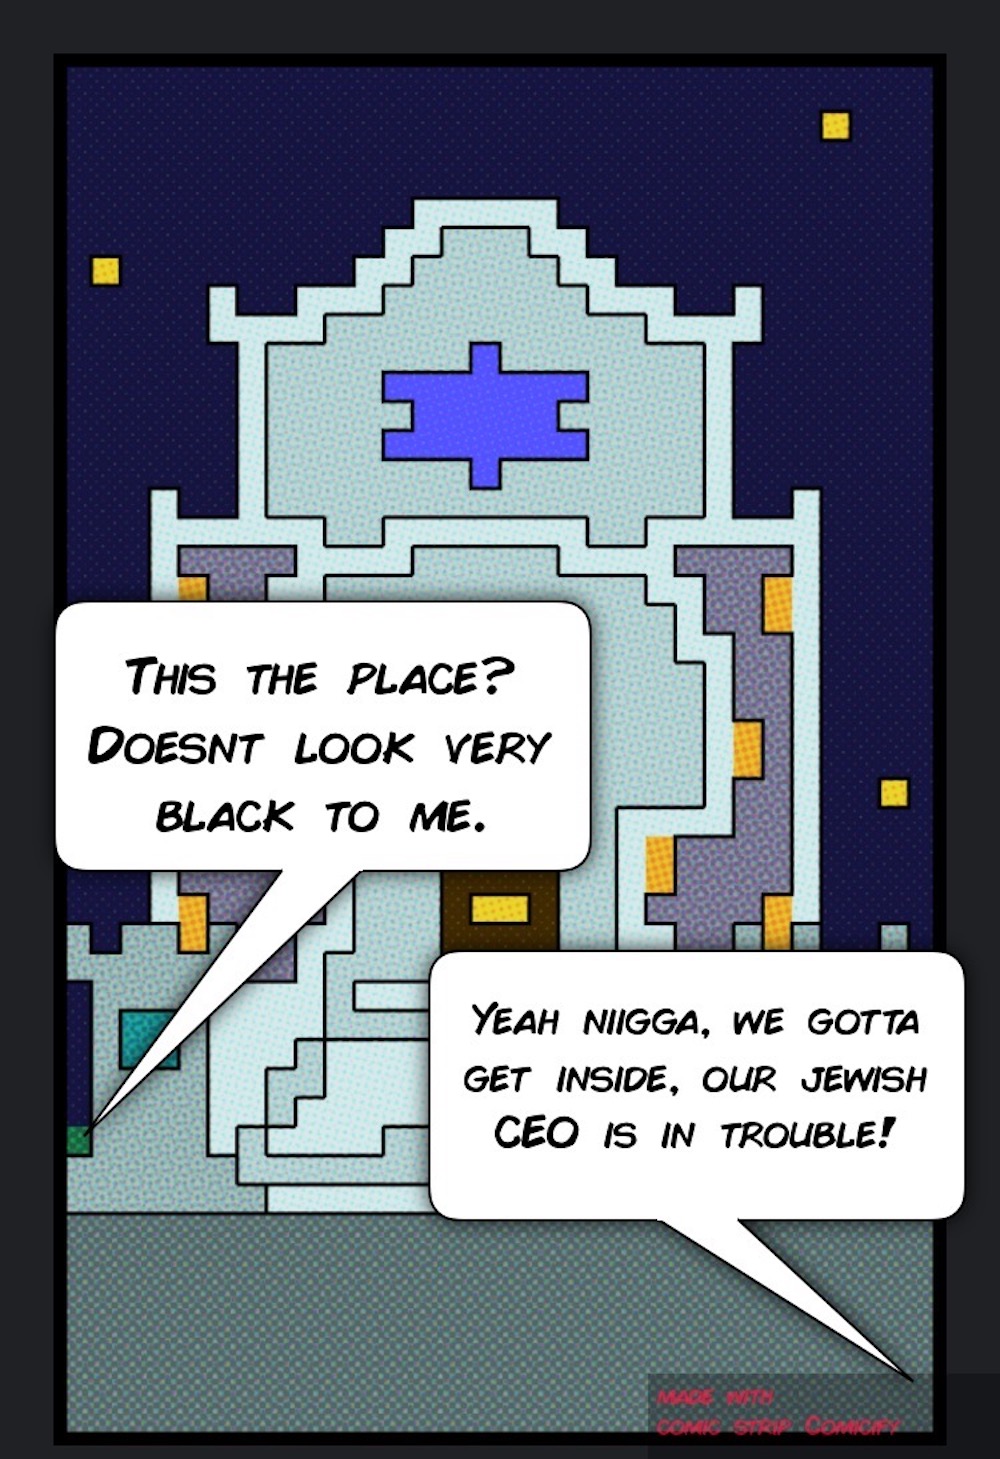 This the place?
Doesnt look very
black to me.
Yeah niigga, we gotta
get inside, our jewish
CEO is in trouble!
made with
comic strip Comicify